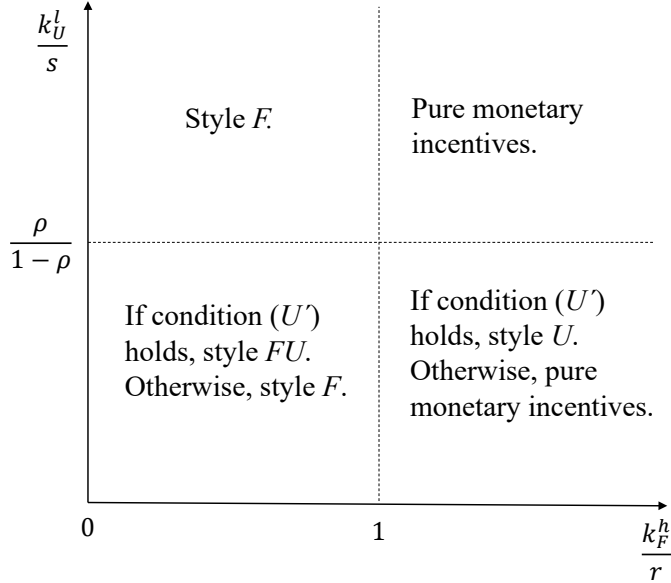 k_U^l / s
Style F.
Pure monetary
incentives.
ρ / (1 − ρ)
If condition (U′)
holds, style FU.
Otherwise, style F.
If condition (U′)
holds, style U.
Otherwise, pure
monetary incentives.
0
1
k_F^h / r